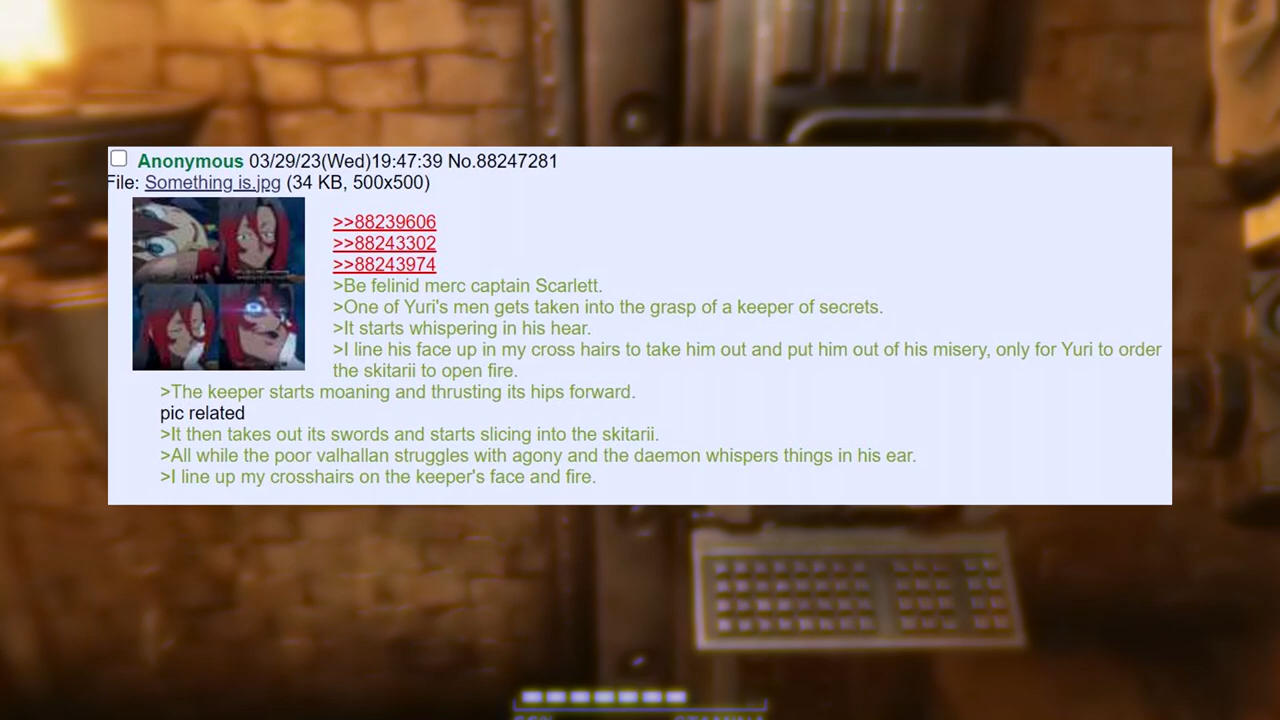 Anonymous 03/29/23(Wed)19:47:39 No.88247281
File: Something is.jpg (34 KB, 500x500)
>>88239606
>>88243302
>>88243974
>Be felinid merc captain Scarlett.
>One of Yuri's men gets taken into the grasp of a keeper of secrets.
>It starts whispering in his hear.
>I line his face up in my cross hairs to take him out and put him out of his misery, only for Yuri to order
the skitarii to open fire.
>The keeper starts moaning and thrusting its hips forward.
pic related
>It then takes out its swords and starts slicing into the skitarii.
>All while the poor valhallan struggles with agony and the daemon whispers things in his ear.
>I line up my crosshairs on the keeper's face and fire.